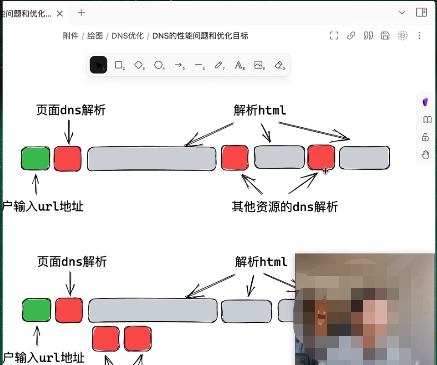 能问题和优化...
附件 / 绘图 / DNS优化 / DNS的性能问题和优化目标
页面dns解析
解析html
户输入url地址
其他资源的dns解析
页面dns解析
解析html
户输入url地址